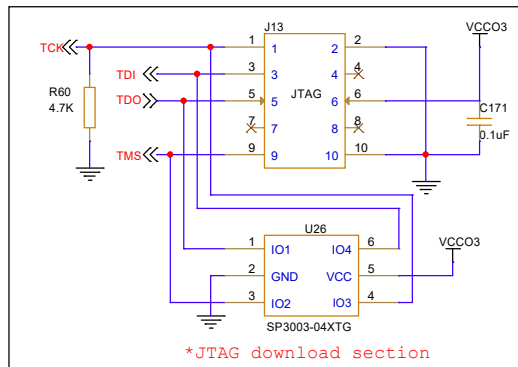 J13
VCCO3
TCK 1 1 2 2
TDI 3 3 4 4
R60
4.7K
JTAG
TDO 5 5 6 6
C171
0.1uF
7 7 8 8
TMS 9 9 10 10
U26
VCCO3
1 IO1 IO4 6
2 GND VCC 5
3 IO2 IO3 4
SP3003-04XTG
*JTAG download section